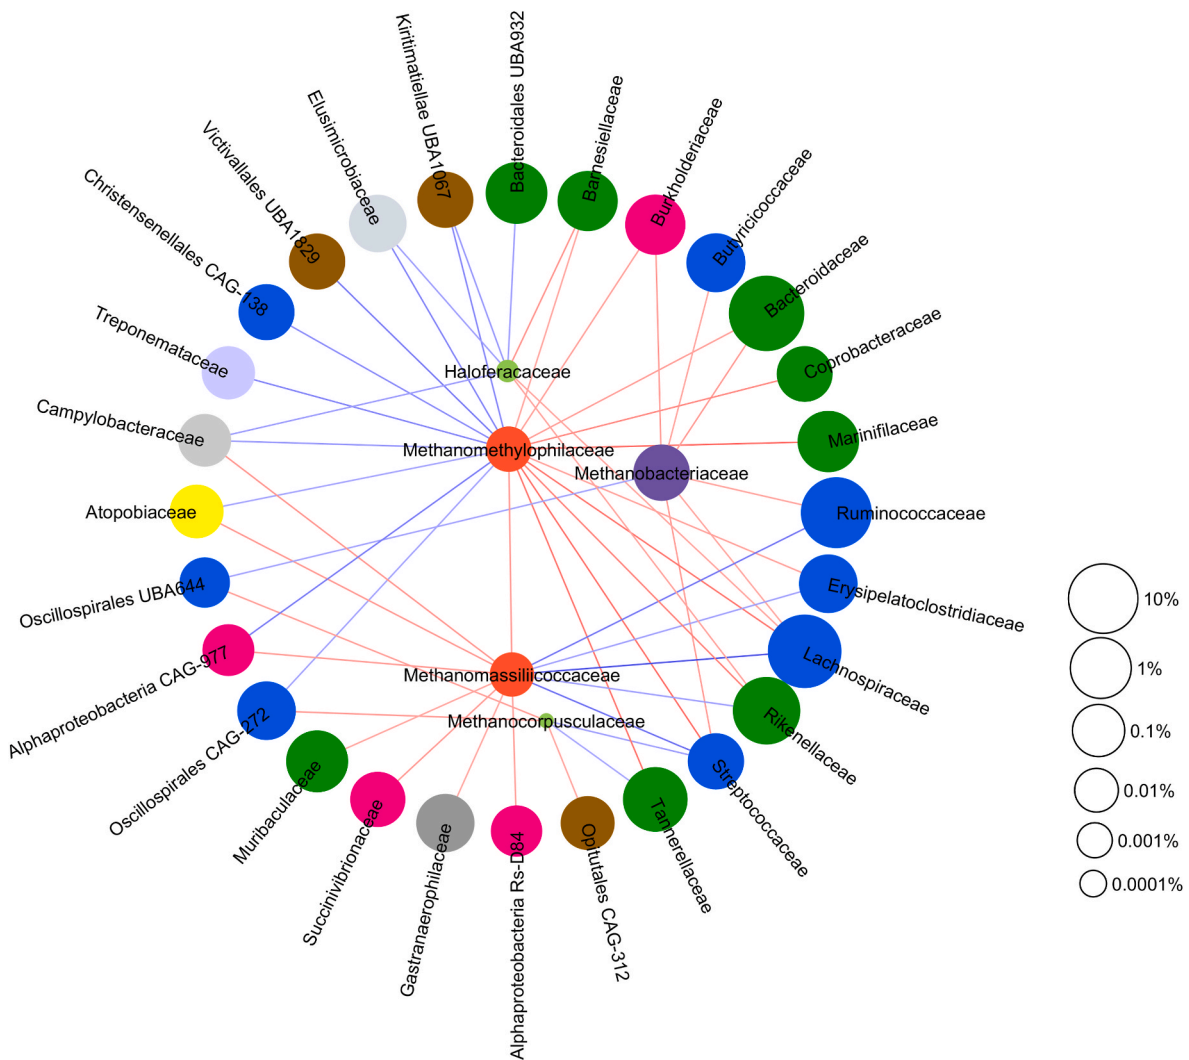 Kiritimatiellae UBA1067
Bacteroidales UBA932
Barnesiellaceae
Burkholderiaceae
Butyricicoccaceae
Bacteroidaceae
Coprobacteraceae
Marinifilaceae
Ruminococcaceae
Erysipelatoclostridiaceae
Lachnospiraceae
Rikenellaceae
Streptococcaceae
Tannerellaceae
Opitutales CAG-312
Alphaproteobacteria Rs-D84
Gastranaerophilaceae
Succinivibrionaceae
Muribaculaceae
Oscillospirales CAG-272
Alphaproteobacteria CAG-977
Oscillospirales UBA644
Atopobiaceae
Campylobacteraceae
Treponemataceae
Christensenellales CAG-138
Victivallales UBA1829
Elusimicrobiaceae
Haloferacaceae
Methanomethylophilaceae
Methanobacteriaceae
Methanomassiliicoccaceae
Methanocorpusculaceae
10%
1%
0.1%
0.01%
0.001%
0.0001%